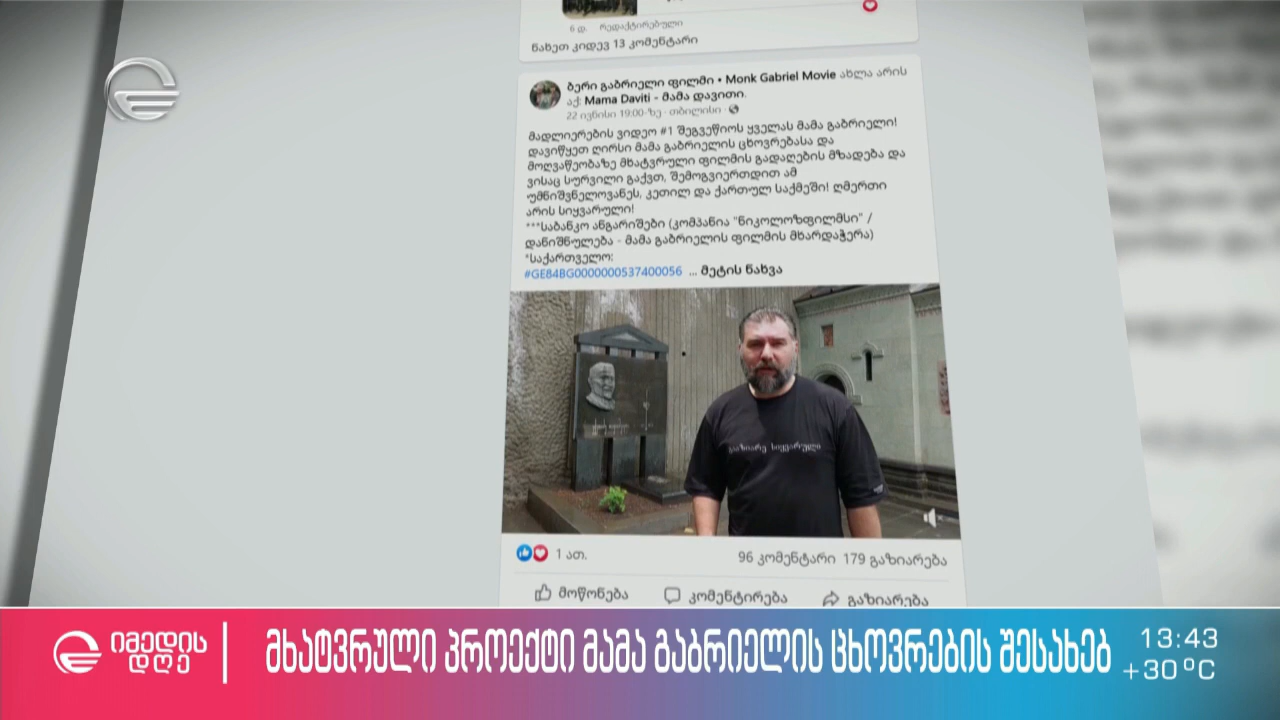 6 დ. რედაქტირებული
ნახეთ კიდევ 13 კომენტარი
ბერი გაბრიელი ფილმი • Monk Gabriel Movie ახლა არის
აქ: Mama Daviti - მამა დავითი.
22 ივნისი 19:00-ზე · თბილისი ·
მადლიერების ვიდეო #1 შეგვეწიოს ყველას მამა გაბრიელი!
დავიწყეთ ღირსი მამა გაბრიელის ცხოვრებასა და
მოღვაწეობაზე მხატვრული ფილმის გადაღების მზადება და
ვისაც სურვილი გაქვთ, შემოგვიერთდით ამ
უმნიშვნელოვანეს, კეთილ და ქართულ საქმეში! ღმერთი
არის სიყვარული!
***საბანკო ანგარიშები (კომპანია "ნიკოლოზფილმსი" /
დანიშნულება - მამა გაბრიელის ფილმის მხარდაჭერა)
*საქართველო:
#GE84BG0000000537400056 ... მეტის ნახვა
გააზიარე სიყვარული
1 ათ.
96 კომენტარი 179 გაზიარება
მოწონება კომენტირება გაზიარება
იმედის
დღე
მხატვრული პროექტი მამა გაბრიელის ცხოვრების შესახებ
13:43
+30°C